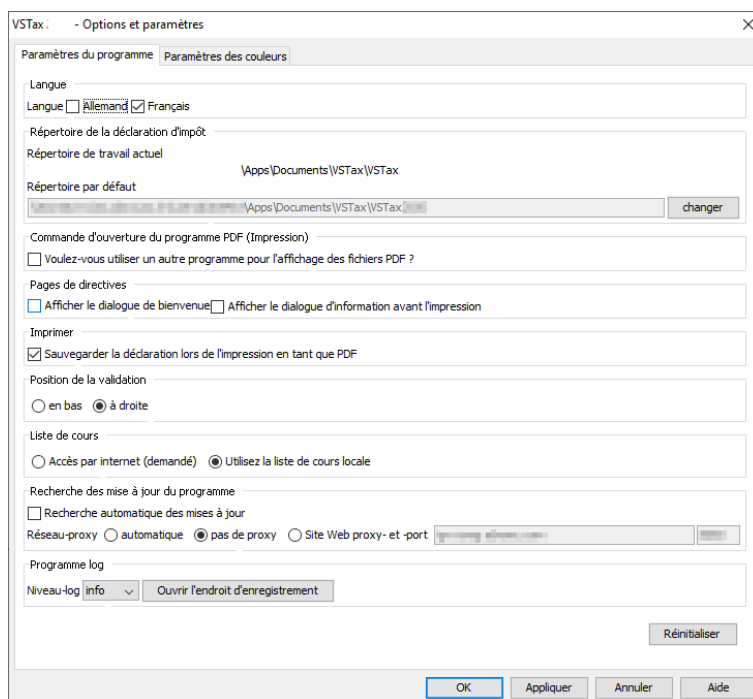 VSTax - Options et paramètres
Paramètres du programme Paramètres des couleurs
Langue
Langue Allemand Français
Répertoire de la déclaration d'impôt
Répertoire de travail actuel
\Apps\Documents\VSTax\VSTax
Répertoire par défaut
\Apps\Documents\VSTax\VSTax changer
Commande d'ouverture du programme PDF (Impression)
Voulez-vous utiliser un autre programme pour l'affichage des fichiers PDF ?
Pages de directives
Afficher le dialogue de bienvenue Afficher le dialogue d'information avant l'impression
Imprimer
Sauvegarder la déclaration lors de l'impression en tant que PDF
Position de la validation
en bas à droite
Liste de cours
Accès par internet (demandé) Utilisez la liste de cours locale
Recherche des mise à jour du programme
Recherche automatique des mises à jour
Réseau-proxy automatique pas de proxy Site Web proxy- et -port
Programme log
Niveau-log info Ouvrir l'endroit d'enregistrement
Réinitialiser
OK Appliquer Annuler Aide